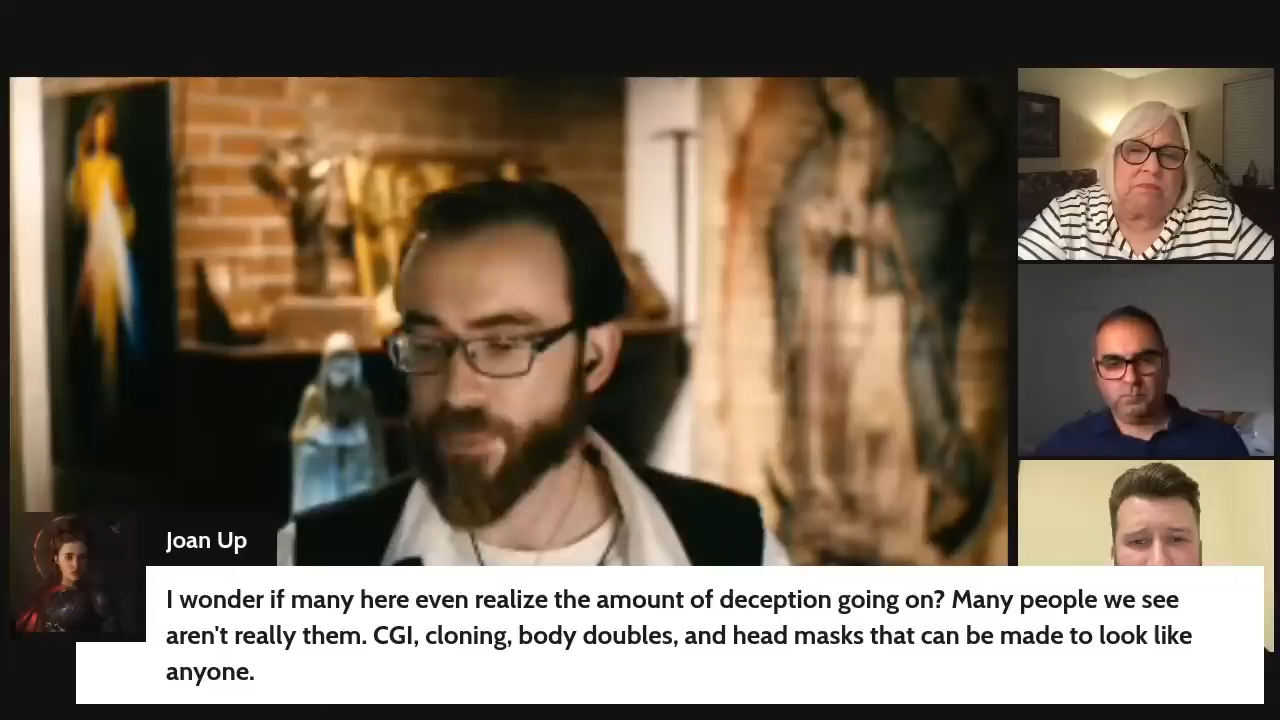 Joan Up
I wonder if many here even realize the amount of deception going on? Many people we see
aren't really them. CGI, cloning, body doubles, and head masks that can be made to look like
anyone.